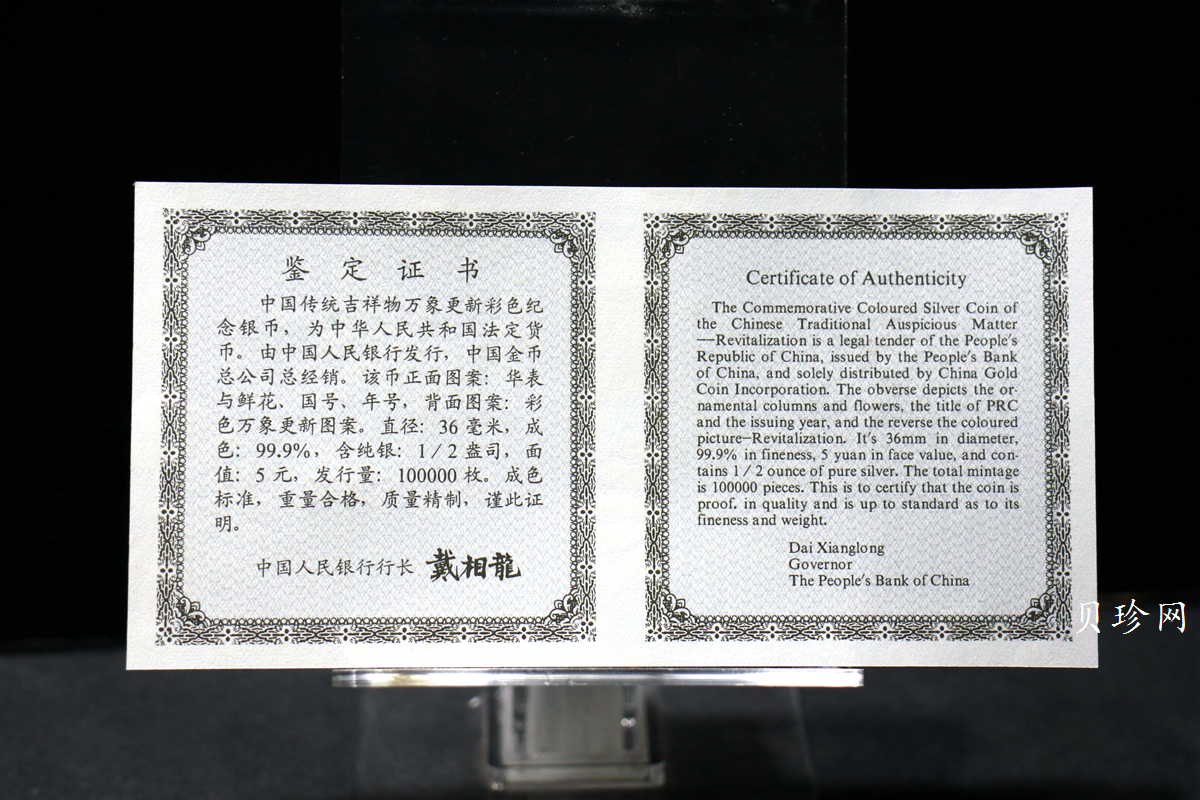 鉴定证书
中国传统吉祥物万象更新彩色纪
念银币，为中华人民共和国法定货
币。由中国人民银行发行，中国金币
总公司总经销。该币正面图案：华表
与鲜花、国号、年号，背面图案：彩
色万象更新图案。直径：36毫米，成
色：99.9%，含纯银：1/2盎司，面
值：5元，发行量：100000枚。成色
标准，重量合格，质量精制，谨此证
明。
中国人民银行行长 戴相龍
Certificate of Authenticity
The Commemorative Coloured Silver Coin of
the Chinese Traditional Auspicious Matter
—Revitalization is a legal tender of the People's
Republic of China, issued by the People's Bank
of China, and solely distributed by China Gold
Coin Incorporation. The obverse depicts the or-
namental columns and flowers, the title of PRC
and the issuing year, and the reverse the coloured
picture—Revitalization. It's 36mm in diameter,
99.9% in fineness, 5 yuan in face value, and con-
tains 1/2 ounce of pure silver. The total mintage
is 100000 pieces. This is to certify that the coin is
proof. in quality and is up to standard as to its
fineness and weight.
Dai Xianglong
Governor
The People's Bank of China
贝珍网